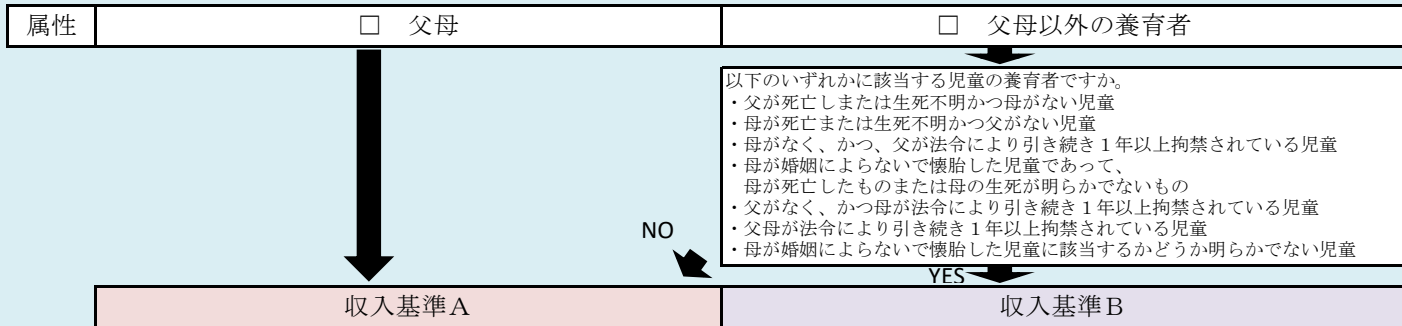 属性
□ 父母
□ 父母以外の養育者
以下のいずれかに該当する児童の養育者ですか。
・父が死亡しまたは生死不明かつ母がない児童
・母が死亡または生死不明かつ父がない児童
・母がなく、かつ、父が法令により引き続き１年以上拘禁されている児童
・母が婚姻によらないで懐胎した児童であって、
母が死亡したものまたは母の生死が明らかでないもの
・父がなく、かつ母が法令により引き続き１年以上拘禁されている児童
・父母が法令により引き続き１年以上拘禁されている児童
・母が婚姻によらないで懐胎した児童に該当するかどうか明らかでない児童
NO
YES
収入基準Ａ
収入基準Ｂ